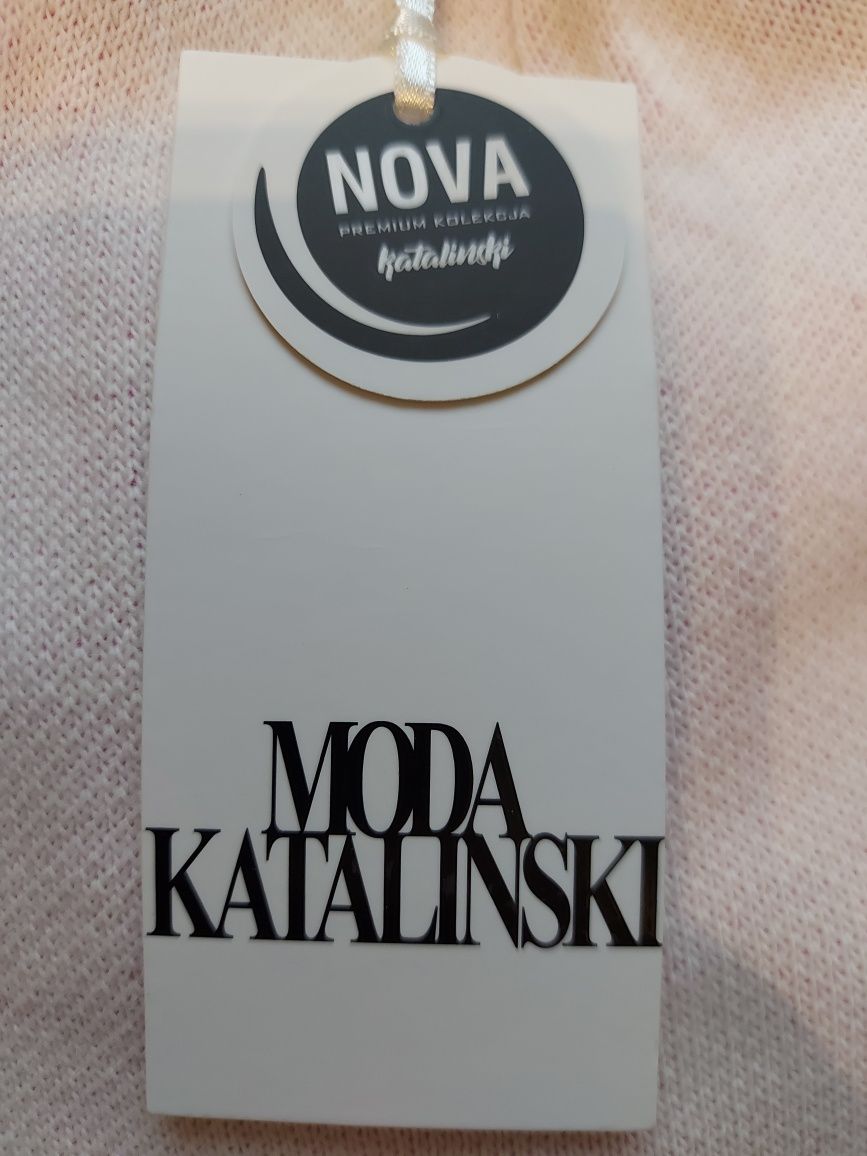 NOVA
PREMIUM KOLEKCJA
katalinski
MODA
KATALINSKI